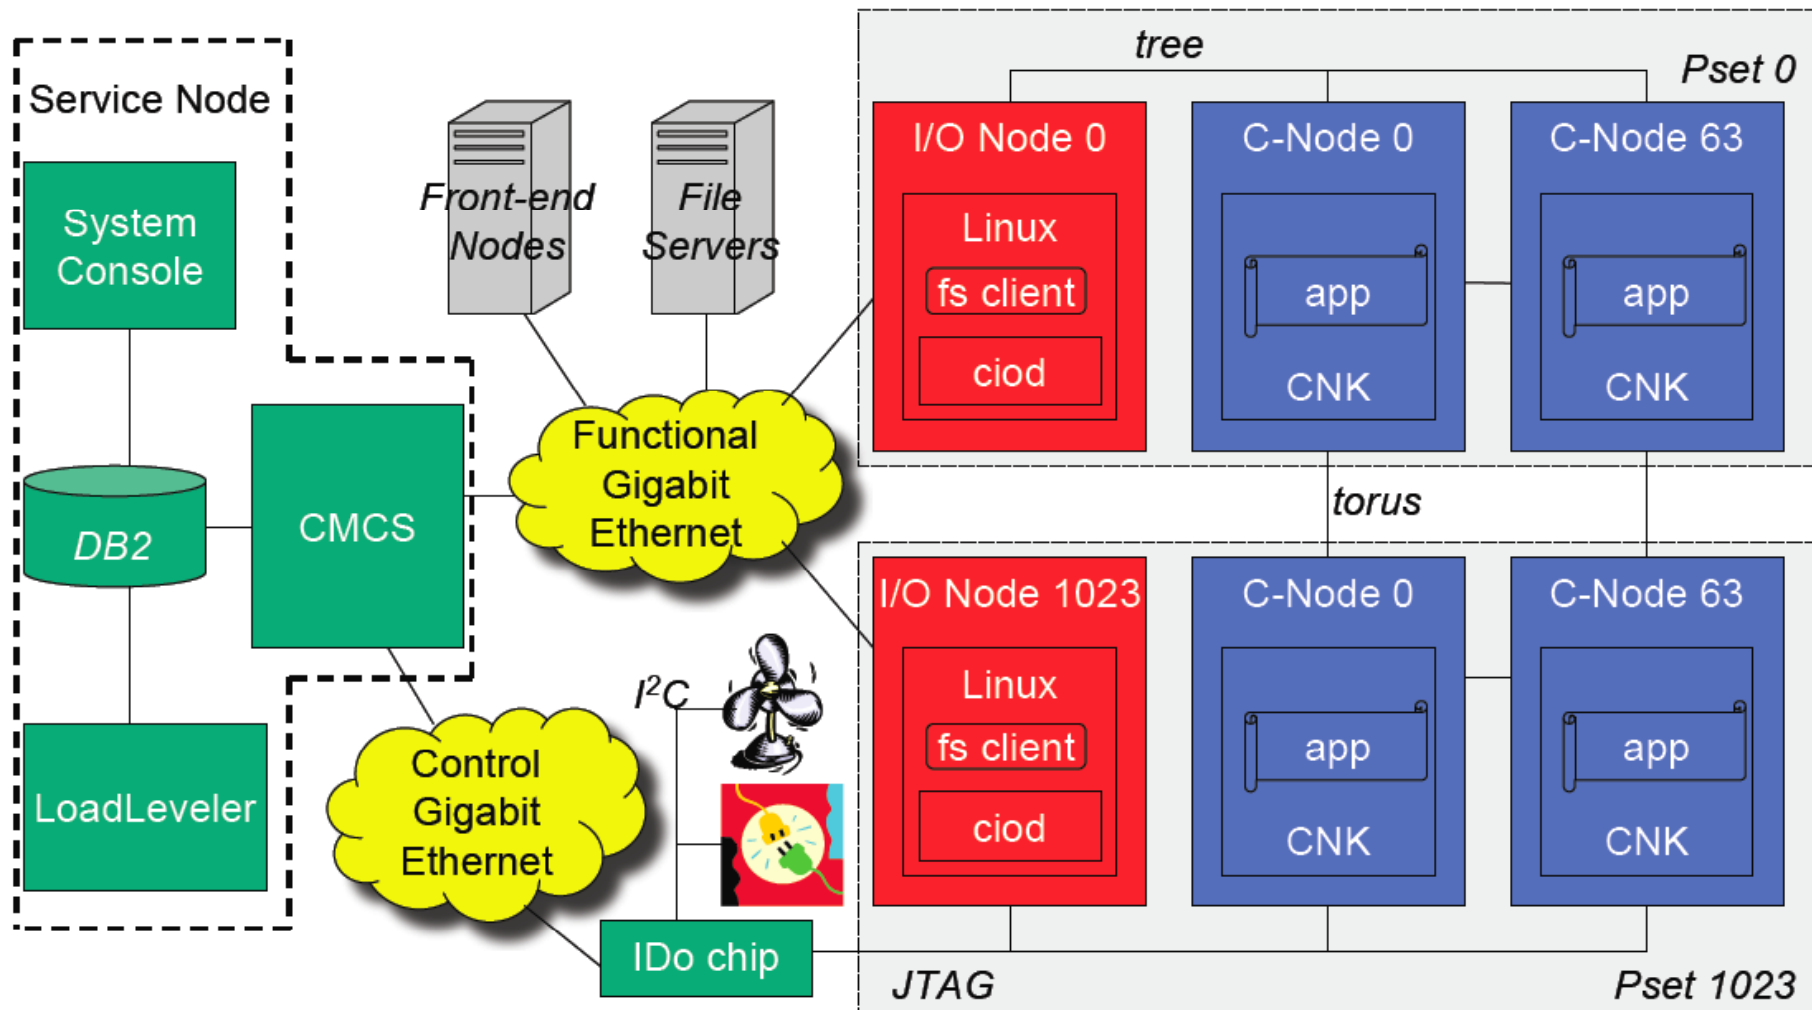 Service Node
System
Console
DB2
CMCS
LoadLeveler
Front-end
Nodes
File
Servers
Functional
Gigabit
Ethernet
Control
Gigabit
Ethernet
I²C
IDo chip
tree
Pset 0
I/O Node 0
Linux
fs client
ciod
C-Node 0
app
CNK
C-Node 63
app
CNK
torus
I/O Node 1023
Linux
fs client
ciod
C-Node 0
app
CNK
C-Node 63
app
CNK
JTAG
Pset 1023